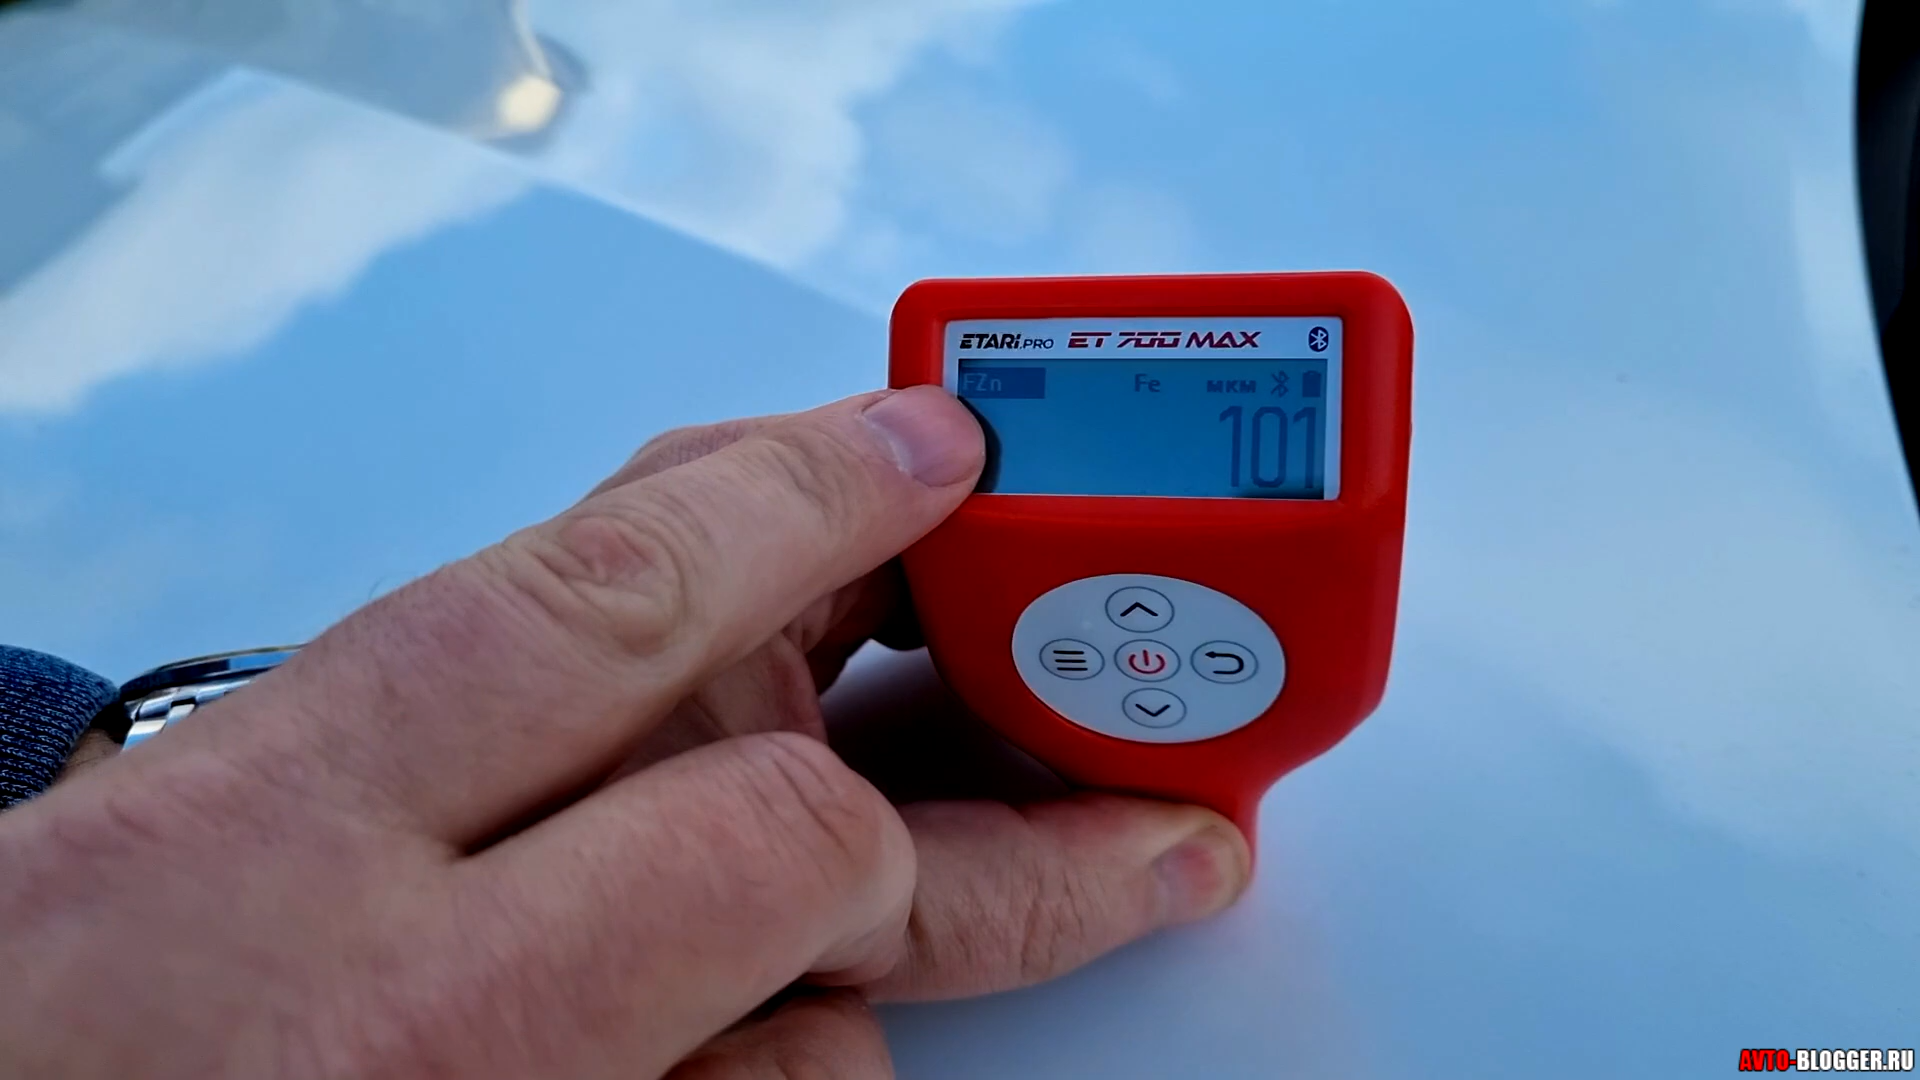 ETARI.PRO ET 700 MAX
FZn Fe мкм
101
AVTO-BLOGGER.RU